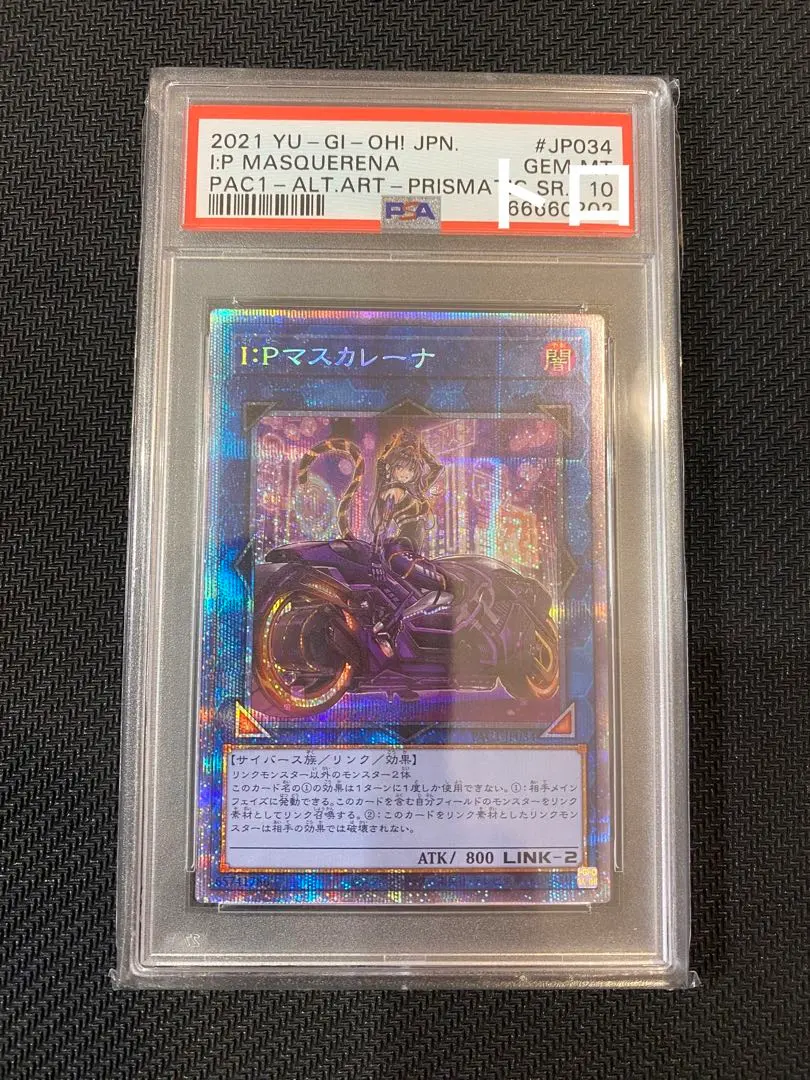 2021 YU-GI-OH! JPN. #JP034
I:P MASQUERENA GEM MT
PAC1-ALT.ART-PRISMATIC SR. 10
PSA 66660202
トロ
I:Pマスカレーナ 闇
PAC1-JP034
【サイバース族/リンク/効果】
リンクモンスター以外のモンスター2体
このカード名の①の効果は1ターンに1度しか使用できない。①:相手メイン
フェイズに発動できる。このカードを含む自分フィールドのモンスターをリンク
素材としてリンク召喚する。②:このカードをリンク素材としたリンクモン
スターは相手の効果では破壊されない。
ATK/ 800 LINK-2